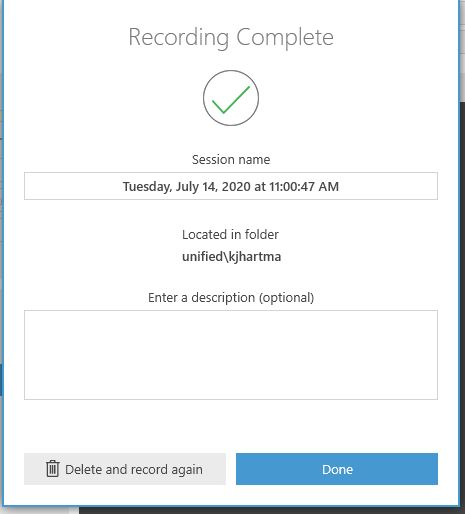 Recording Complete
Session name
Tuesday, July 14, 2020 at 11:00:47 AM
Located in folder
unified\kjhartma
Enter a description (optional)
Delete and record again
Done